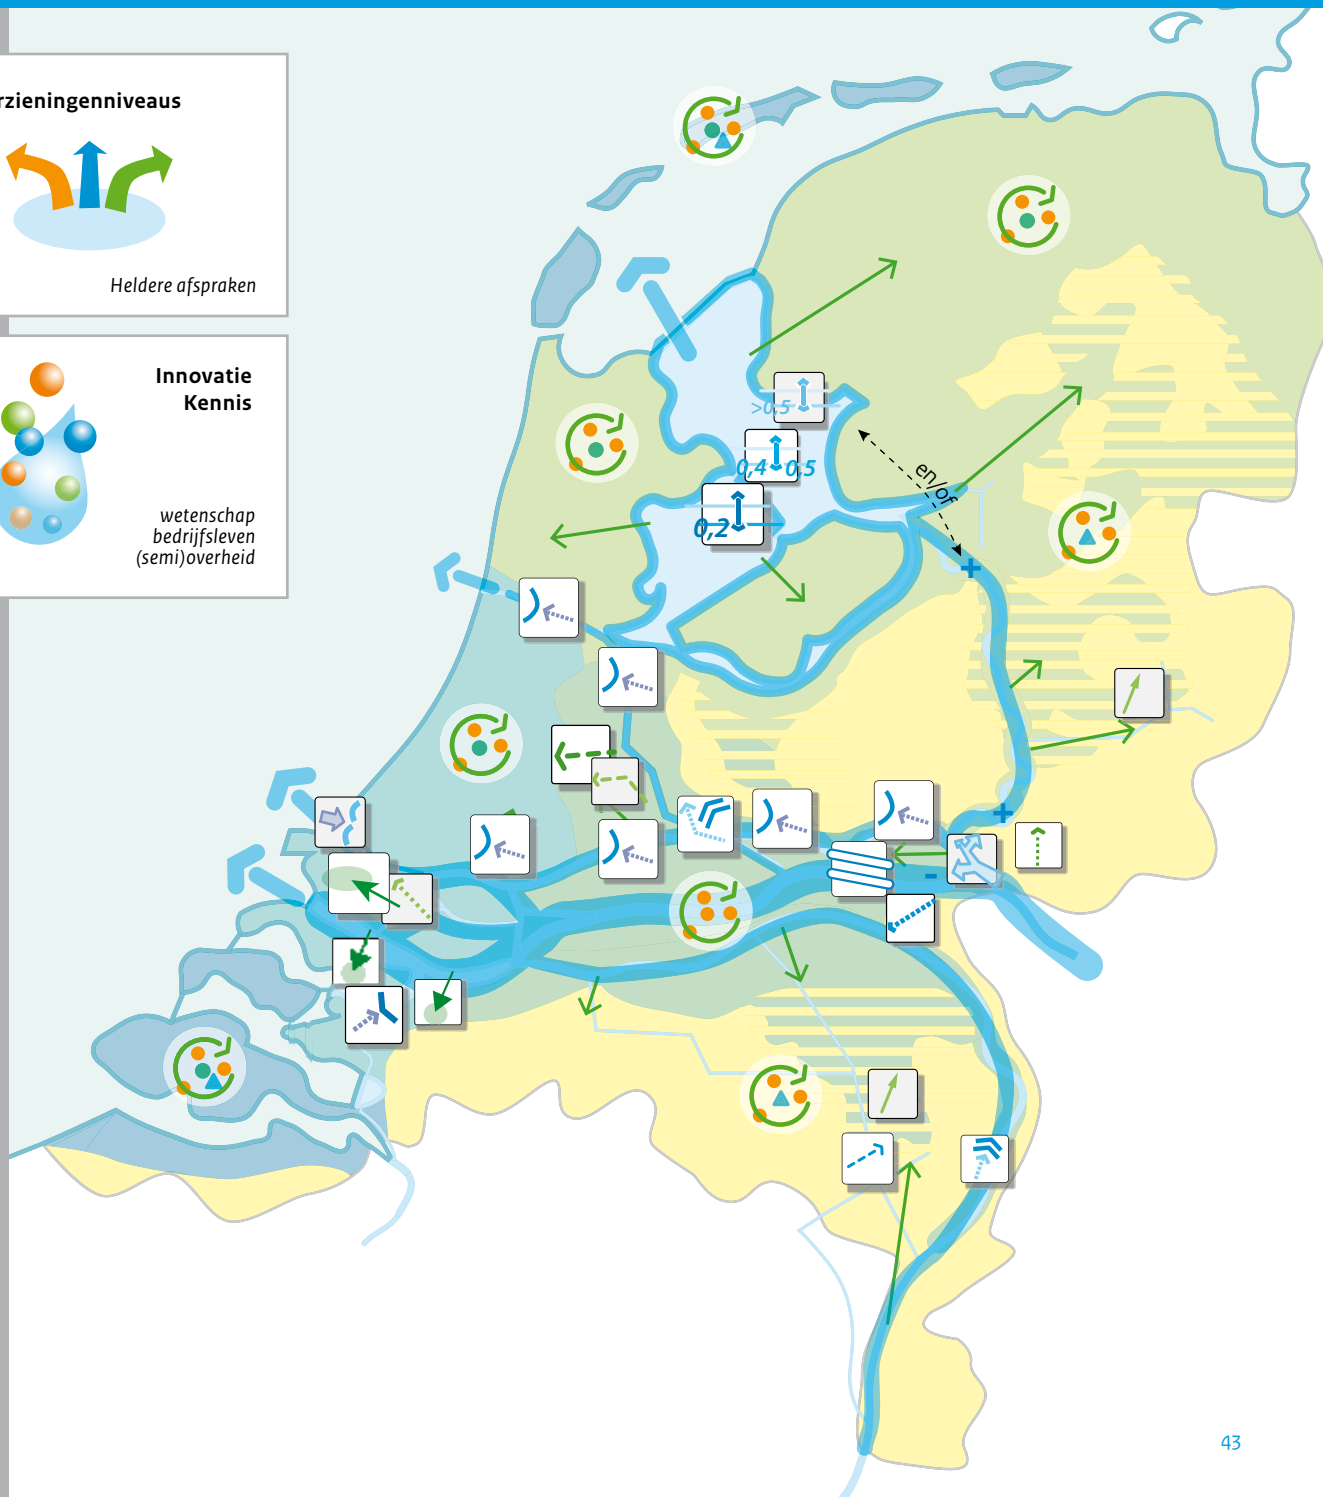 rzieningenniveaus
Heldere afspraken
Innovatie
Kennis
wetenschap
bedrijfsleven
(semi)overheid
>0,5
0,4 0,5
0,2
en/of
+
+
-
43